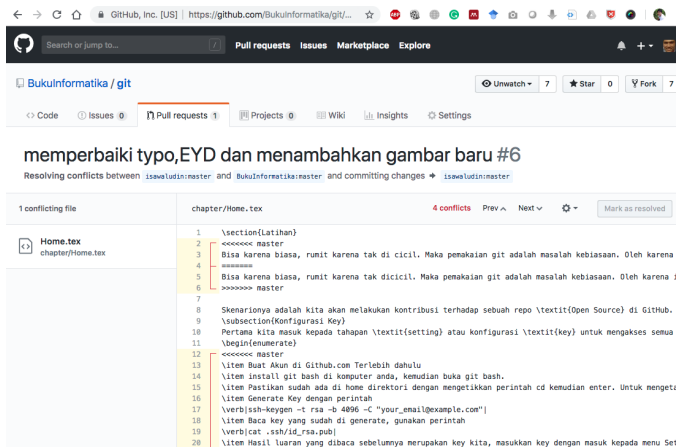 GitHub, Inc. [US] | https://github.com/BukuInformatika/git/...
Search or jump to...
/
Pull requests Issues Marketplace Explore
BukuInformatika / git
Unwatch 7 Star 0 Fork 7
Code Issues 0 Pull requests 1 Projects 0 Wiki Insights Settings
memperbaiki typo,EYD dan menambahkan gambar baru #6
Resolving conflicts between isawaludin:master and BukuInformatika:master and committing changes → isawaludin:master
1 conflicting file
chapter/Home.tex 4 conflicts Prev Next Mark as resolved
Home.tex
chapter/Home.tex
1 \section{Latihan}
2 <<<<<<< master
3 Bisa karena biasa, rumit karena tak di cicil. Maka pemakaian git adalah masalah kebiasaan. Oleh karena
4 =======
5 Bisa karena biasa, rumit karena tak dicicil. Maka pemakaian git adalah masalah kebiasaan. Oleh karena i
6 >>>>>>> master
7
8 Skenarionya adalah kita akan melakukan kontribusi terhadap sebuah repo \textit{Open Source} di GitHub.
9 \subsection{Konfigurasi Key}
10 Pertama kita masuk kepada tahapan \textit{setting} atau konfigurasi \textit{key} untuk mengakses semua
11 \begin{enumerate}
12 <<<<<<< master
13 \item Buat Akun di Github.com Terlebih dahulu
14 \item install git bash di komputer anda, kemudian buka git bash.
15 \item Pastikan sudah ada di home direktori dengan mengetikkan perintah cd kemudian enter. Untuk mengeta
16 \item Generate Key dengan perintah
17 \verb|ssh-keygen -t rsa -b 4096 -C "your_email@example.com"|
18 \item Baca key yang sudah di generate, gunakan perintah
19 \verb|cat .ssh/id_rsa.pub|
20 \item Hasil luaran yang dibaca sebelumnya merupakan key kita, masukkan key dengan masuk kepada menu Set